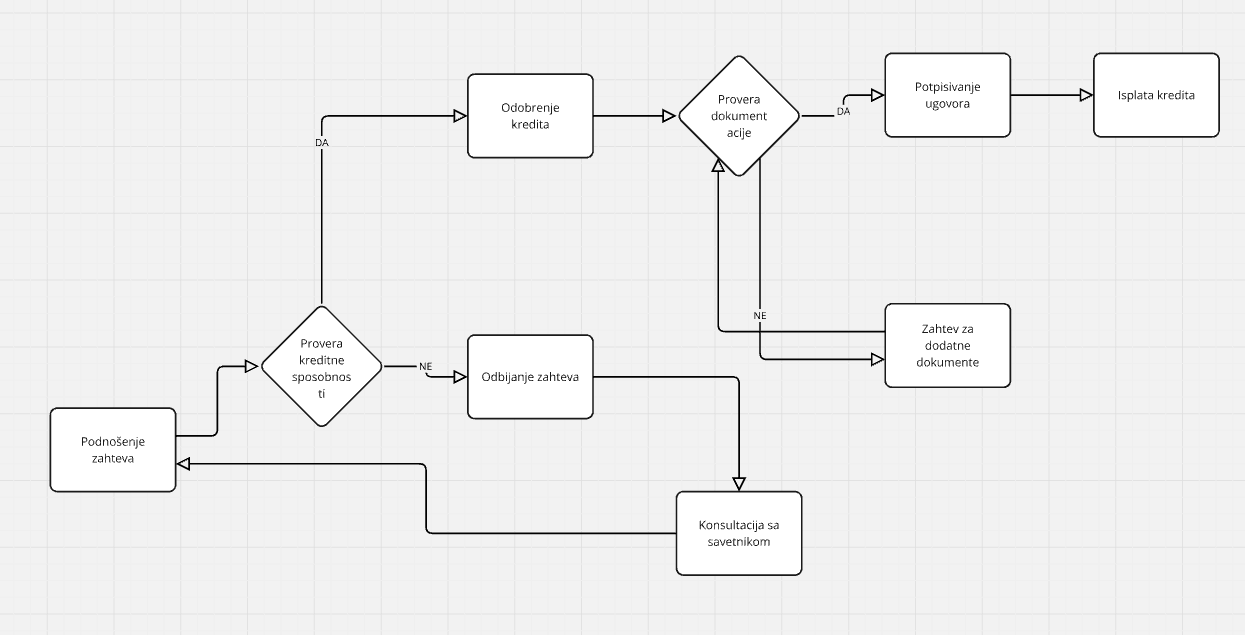 Odobrenje
kredita
Provera
dokument
acije
Potpisivanje
ugovora
Isplata kredita
DA
DA
NE
Zahtev za
dodatne
dokumente
Provera
kreditne
sposobnos
ti
NE
Odbijanje zahteva
Podnošenje
zahteva
Konsultacija sa
savetnikom